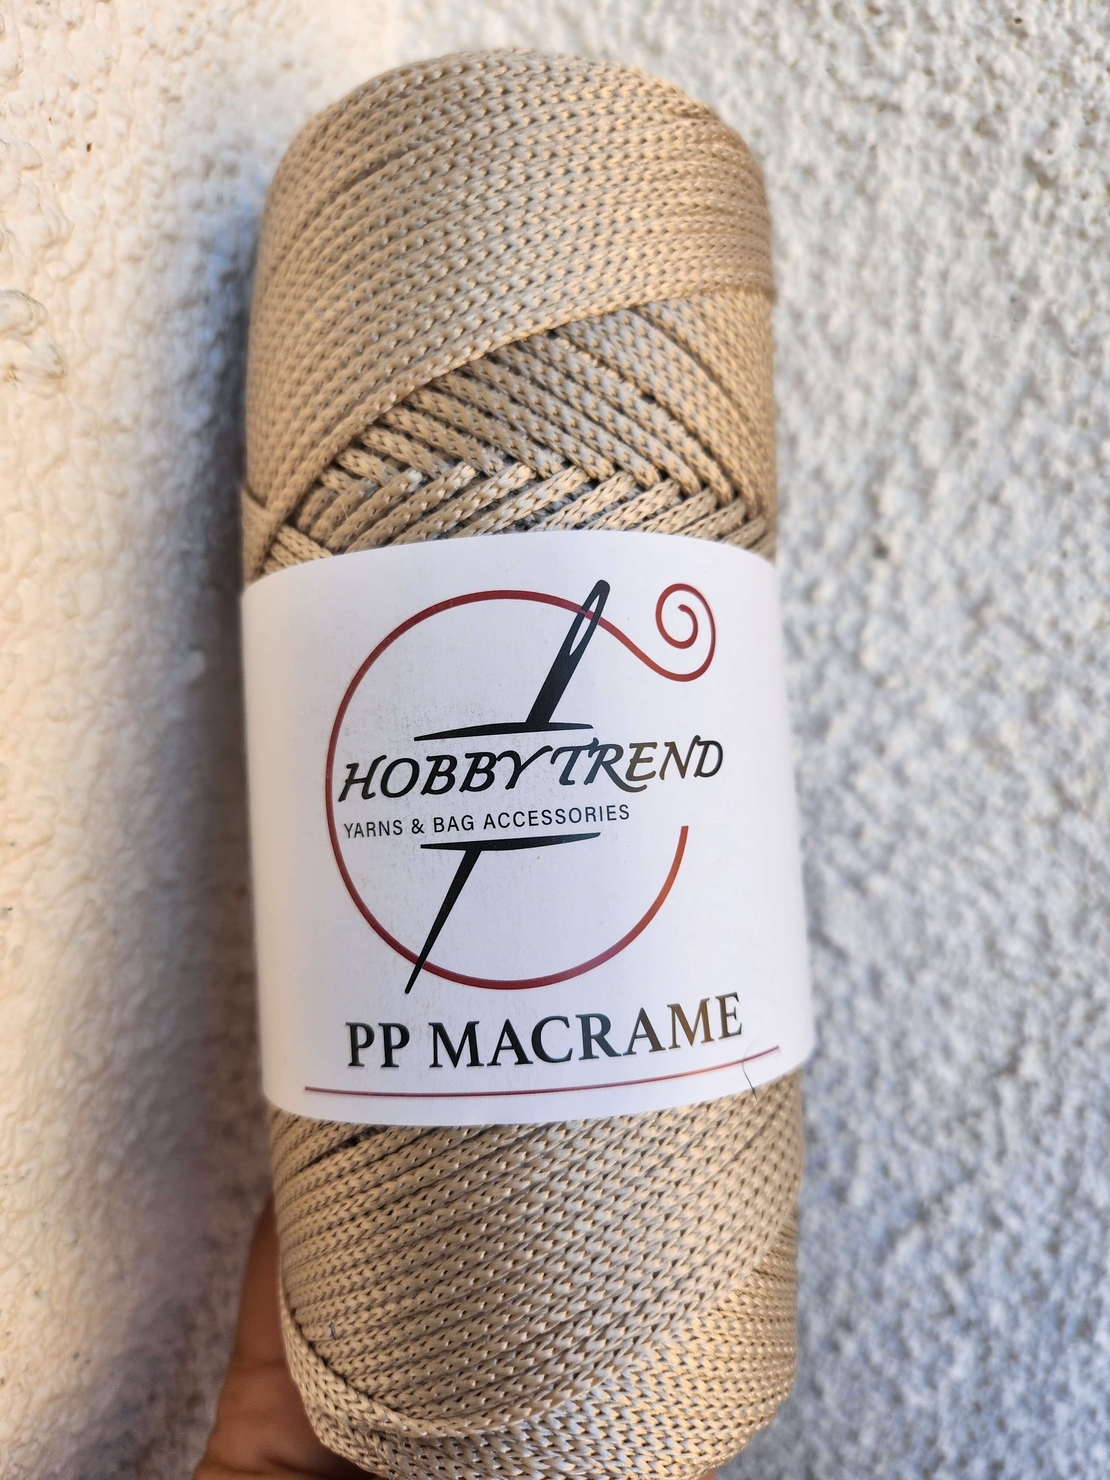 HOBBY TREND
YARNS & BAG ACCESSORIES
PP MACRAME